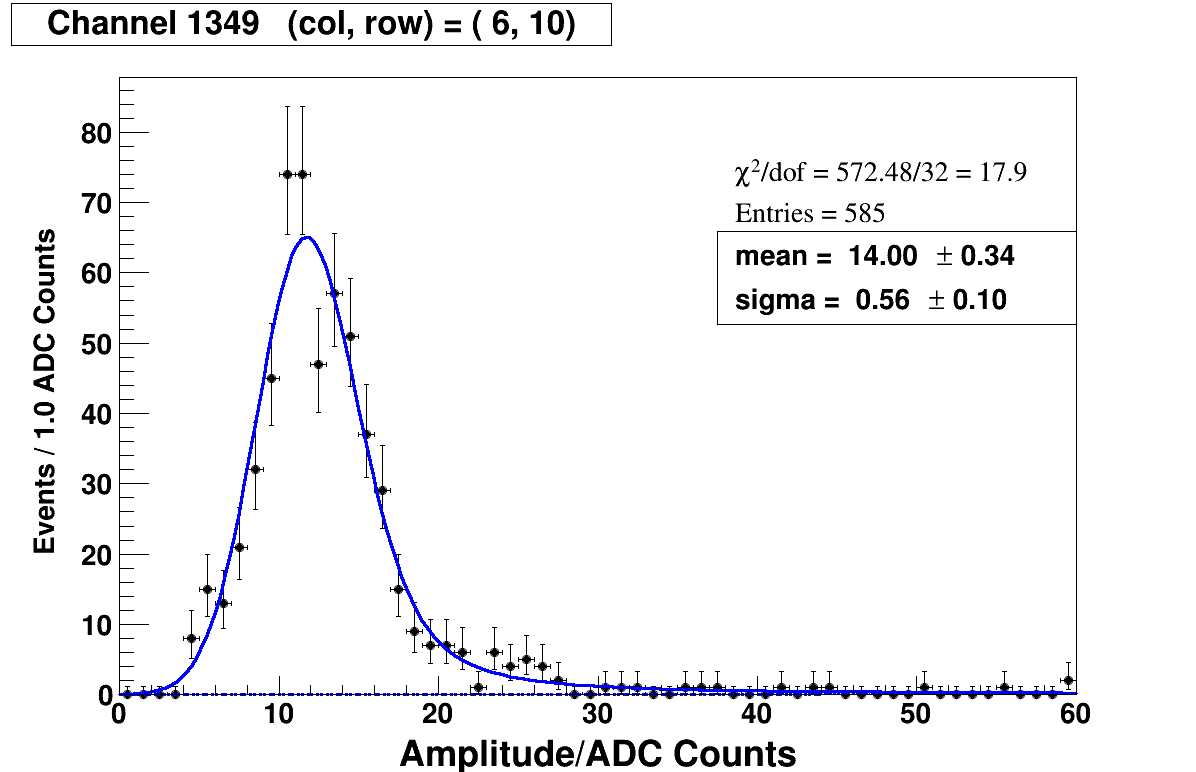 Channel 1349 (col, row) = ( 6, 10)
χ²/dof = 572.48/32 = 17.9
Entries = 585
mean = 14.00 ± 0.34
sigma = 0.56 ± 0.10
Events / 1.0 ADC Counts
80
70
60
50
40
30
20
10
0
0 10 20 30 40 50 60
Amplitude/ADC Counts